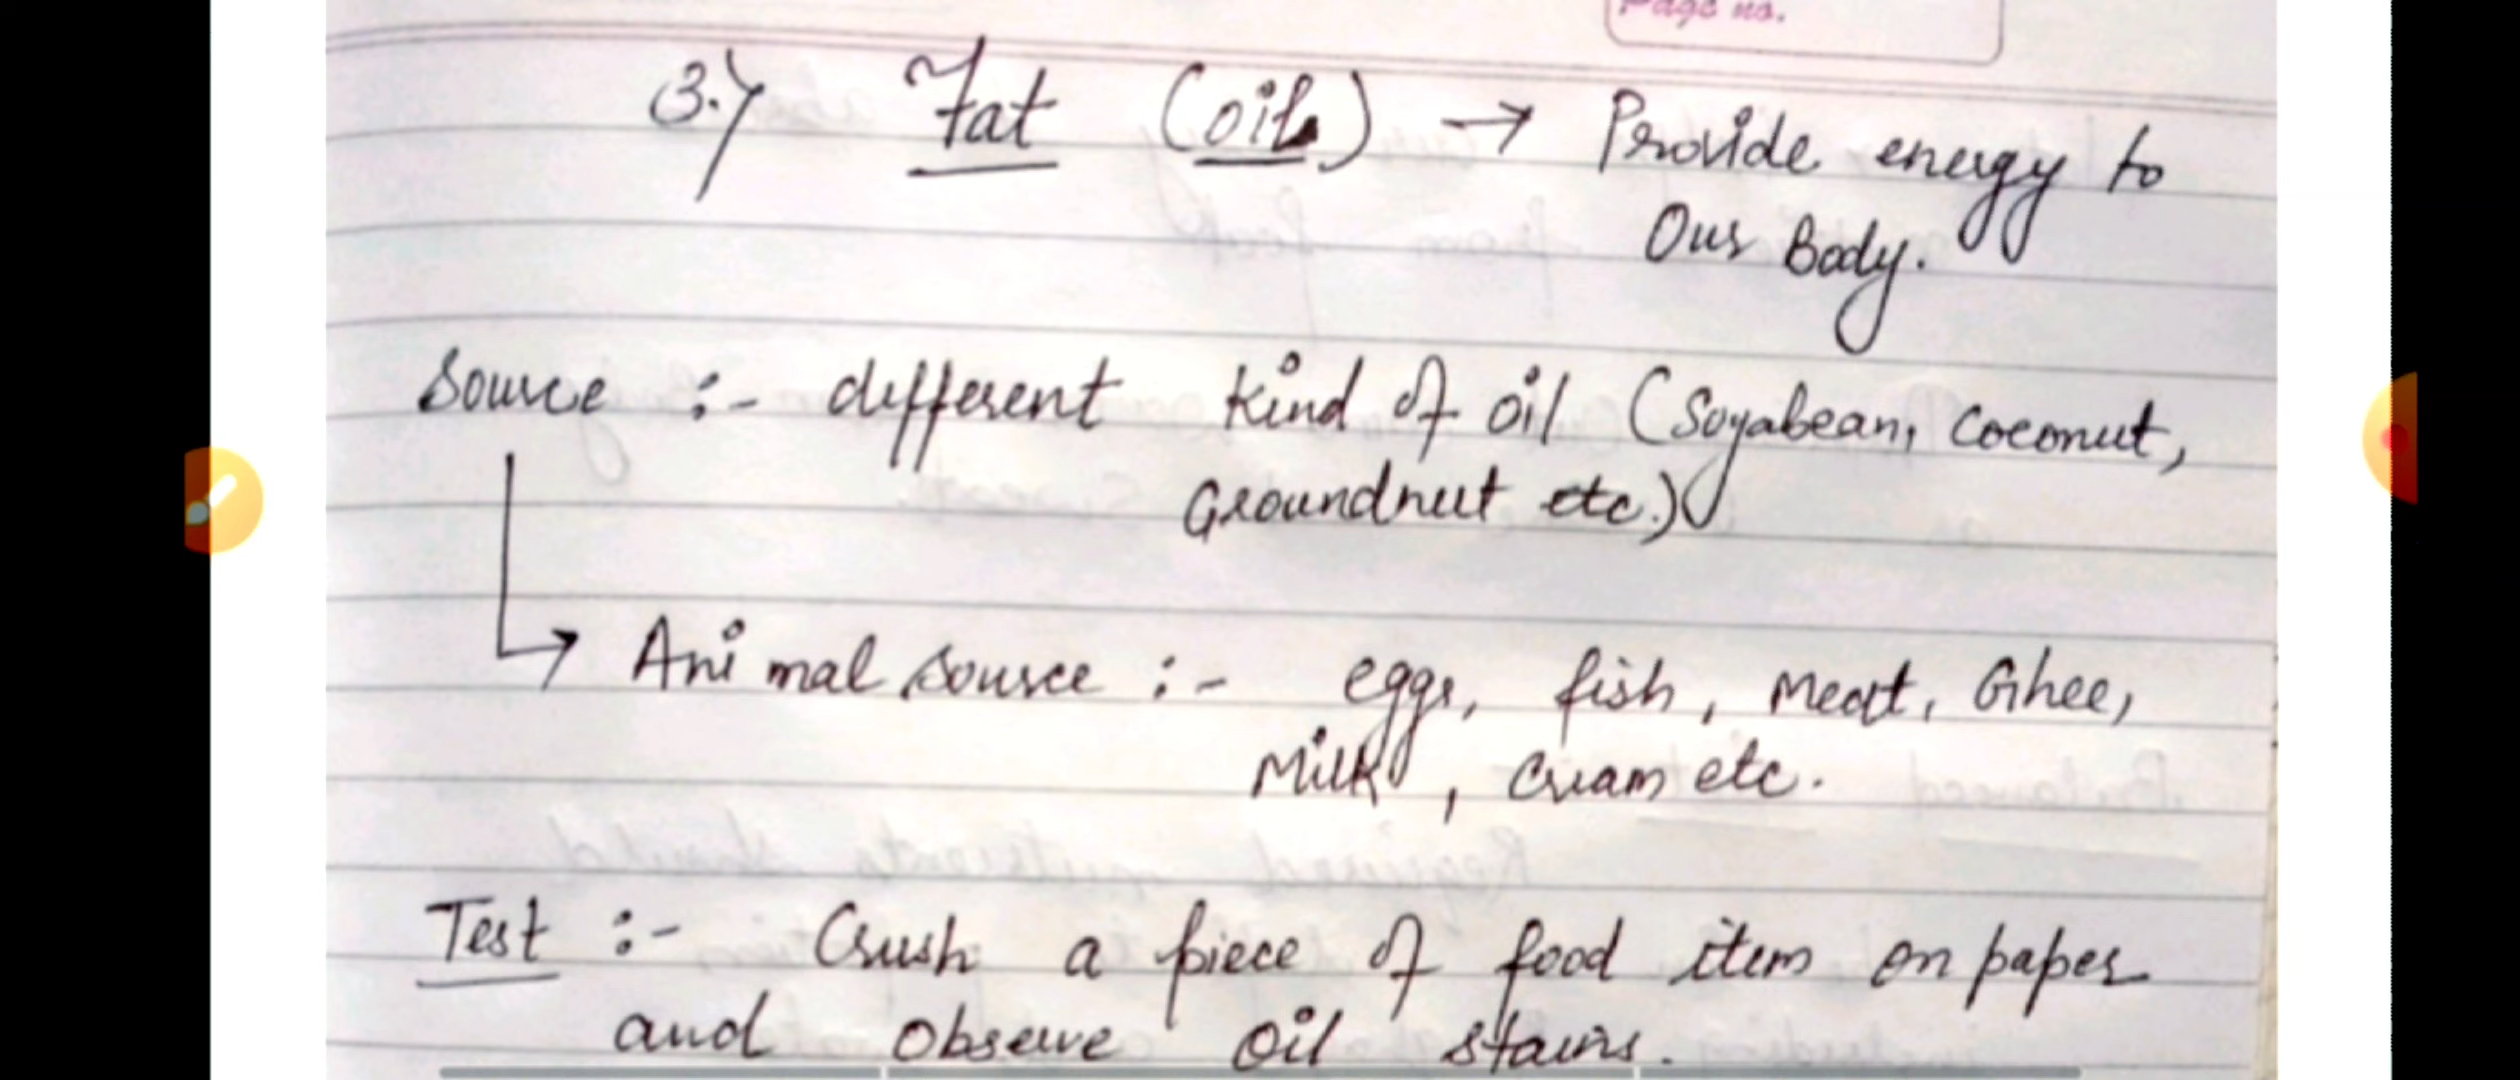 Page no.
3.) Fat (oil) → Provide energy to
Our Body.
Source :- different kind of oil (Soyabean, Coconut,
Groundnut etc.)
→ Animal source :- eggs, fish, Meat, Ghee,
Milk, Cream etc.
Test :- Crush a piece of food item on paper
and observe oil stains.